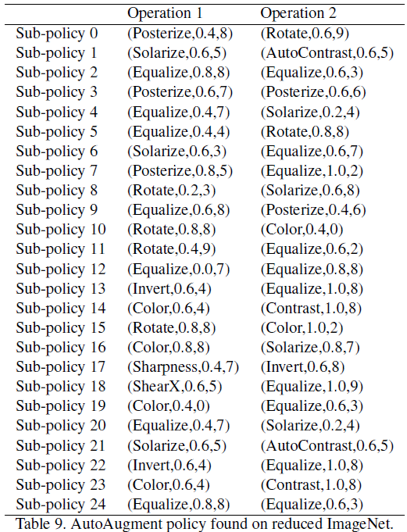 Operation 1 Operation 2
Sub-policy 0 (Posterize,0.4,8) (Rotate,0.6,9)
Sub-policy 1 (Solarize,0.6,5) (AutoContrast,0.6,5)
Sub-policy 2 (Equalize,0.8,8) (Equalize,0.6,3)
Sub-policy 3 (Posterize,0.6,7) (Posterize,0.6,6)
Sub-policy 4 (Equalize,0.4,7) (Solarize,0.2,4)
Sub-policy 5 (Equalize,0.4,4) (Rotate,0.8,8)
Sub-policy 6 (Solarize,0.6,3) (Equalize,0.6,7)
Sub-policy 7 (Posterize,0.8,5) (Equalize,1.0,2)
Sub-policy 8 (Rotate,0.2,3) (Solarize,0.6,8)
Sub-policy 9 (Equalize,0.6,8) (Posterize,0.4,6)
Sub-policy 10 (Rotate,0.8,8) (Color,0.4,0)
Sub-policy 11 (Rotate,0.4,9) (Equalize,0.6,2)
Sub-policy 12 (Equalize,0.0,7) (Equalize,0.8,8)
Sub-policy 13 (Invert,0.6,4) (Equalize,1.0,8)
Sub-policy 14 (Color,0.6,4) (Contrast,1.0,8)
Sub-policy 15 (Rotate,0.8,8) (Color,1.0,2)
Sub-policy 16 (Color,0.8,8) (Solarize,0.8,7)
Sub-policy 17 (Sharpness,0.4,7) (Invert,0.6,8)
Sub-policy 18 (ShearX,0.6,5) (Equalize,1.0,9)
Sub-policy 19 (Color,0.4,0) (Equalize,0.6,3)
Sub-policy 20 (Equalize,0.4,7) (Solarize,0.2,4)
Sub-policy 21 (Solarize,0.6,5) (AutoContrast,0.6,5)
Sub-policy 22 (Invert,0.6,4) (Equalize,1.0,8)
Sub-policy 23 (Color,0.6,4) (Contrast,1.0,8)
Sub-policy 24 (Equalize,0.8,8) (Equalize,0.6,3)
Table 9. AutoAugment policy found on reduced ImageNet.